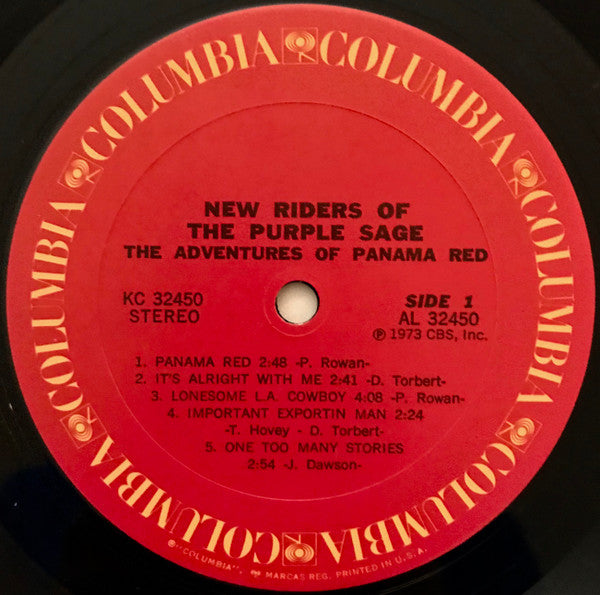 COLUMBIA COLUMBIA COLUMBIA COLUMBIA COLUMBIA COLUMBIA
NEW RIDERS OF
THE PURPLE SAGE
THE ADVENTURES OF PANAMA RED
KC 32450
STEREO
SIDE 1
AL 32450
℗ 1973 CBS, Inc.
1. PANAMA RED 2:48 -P. Rowan-
2. IT'S ALRIGHT WITH ME 2:41 -D. Torbert-
3. LONESOME L.A. COWBOY 4:08 -P. Rowan-
4. IMPORTANT EXPORTIN MAN 2:24
-T. Hovey - D. Torbert-
5. ONE TOO MANY STORIES
2:54 -J. Dawson-
®"COLUMBIA", MARCAS REG. PRINTED IN U.S.A.